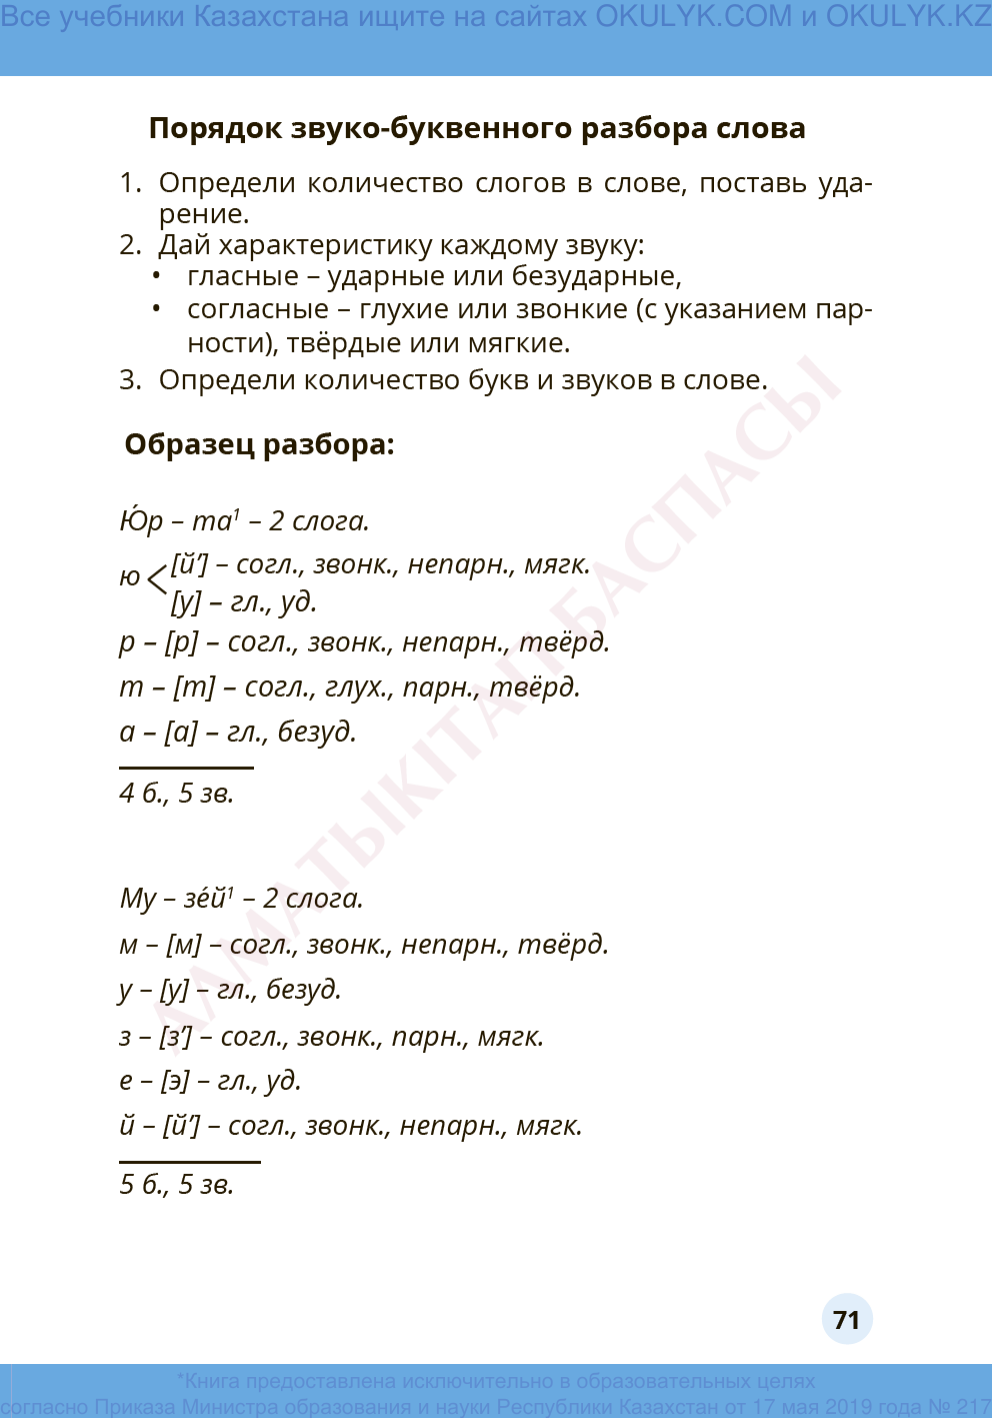 Все учебники Казахстана ищите на сайтах OKULYK.COM и OKULYK.KZ
Порядок звуко-буквенного разбора слова
1. Определи количество слогов в слове, поставь уда-
рение.
2. Дай характеристику каждому звуку:
• гласные – ударные или безударные,
• согласные – глухие или звонкие (с указанием пар-
ности), твёрдые или мягкие.
3. Определи количество букв и звуков в слове.
Образец разбора:
Ю́р – та¹ – 2 слога.
[й’] – согл., звонк., непарн., мягк.
ю <
[у] – гл., уд.
р – [р] – согл., звонк., непарн., твёрд.
т – [т] – согл., глух., парн., твёрд.
а – [а] – гл., безуд.
4 б., 5 зв.
Му – зе́й¹ – 2 слога.
м – [м] – согл., звонк., непарн., твёрд.
у – [у] – гл., безуд.
з – [з’] – согл., звонк., парн., мягк.
е – [э] – гл., уд.
й – [й’] – согл., звонк., непарн., мягк.
5 б., 5 зв.
АЛМАТЫКІТАП БАСПАСЫ
71
*Книга предоставлена исключительно в образовательных целях
согласно Приказа Министра образования и науки Республики Казахстан от 17 мая 2019 года № 217